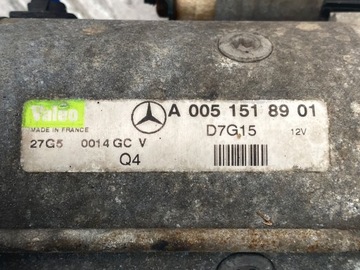 Valeo
A 005 151 89 01
MADE IN FRANCE
D7G15 12V
27G5 0014 GC V
Q4